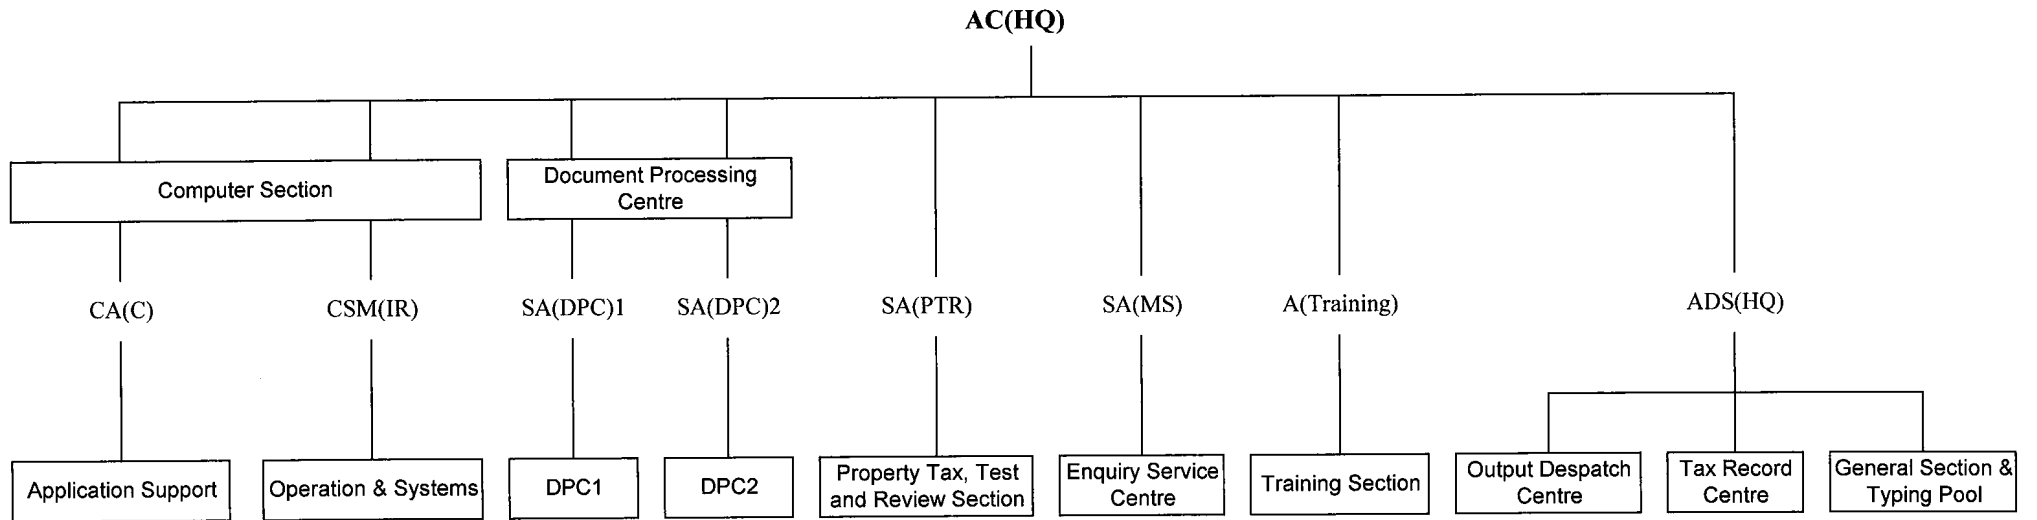 AC(HQ)
Computer Section
Document Processing
Centre
CA(C)
CSM(IR)
SA(DPC)1
SA(DPC)2
SA(PTR)
SA(MS)
A(Training)
ADS(HQ)
Application Support
Operation & Systems
DPC1
DPC2
Property Tax, Test
and Review Section
Enquiry Service
Centre
Training Section
Output Despatch
Centre
Tax Record
Centre
General Section &
Typing Pool